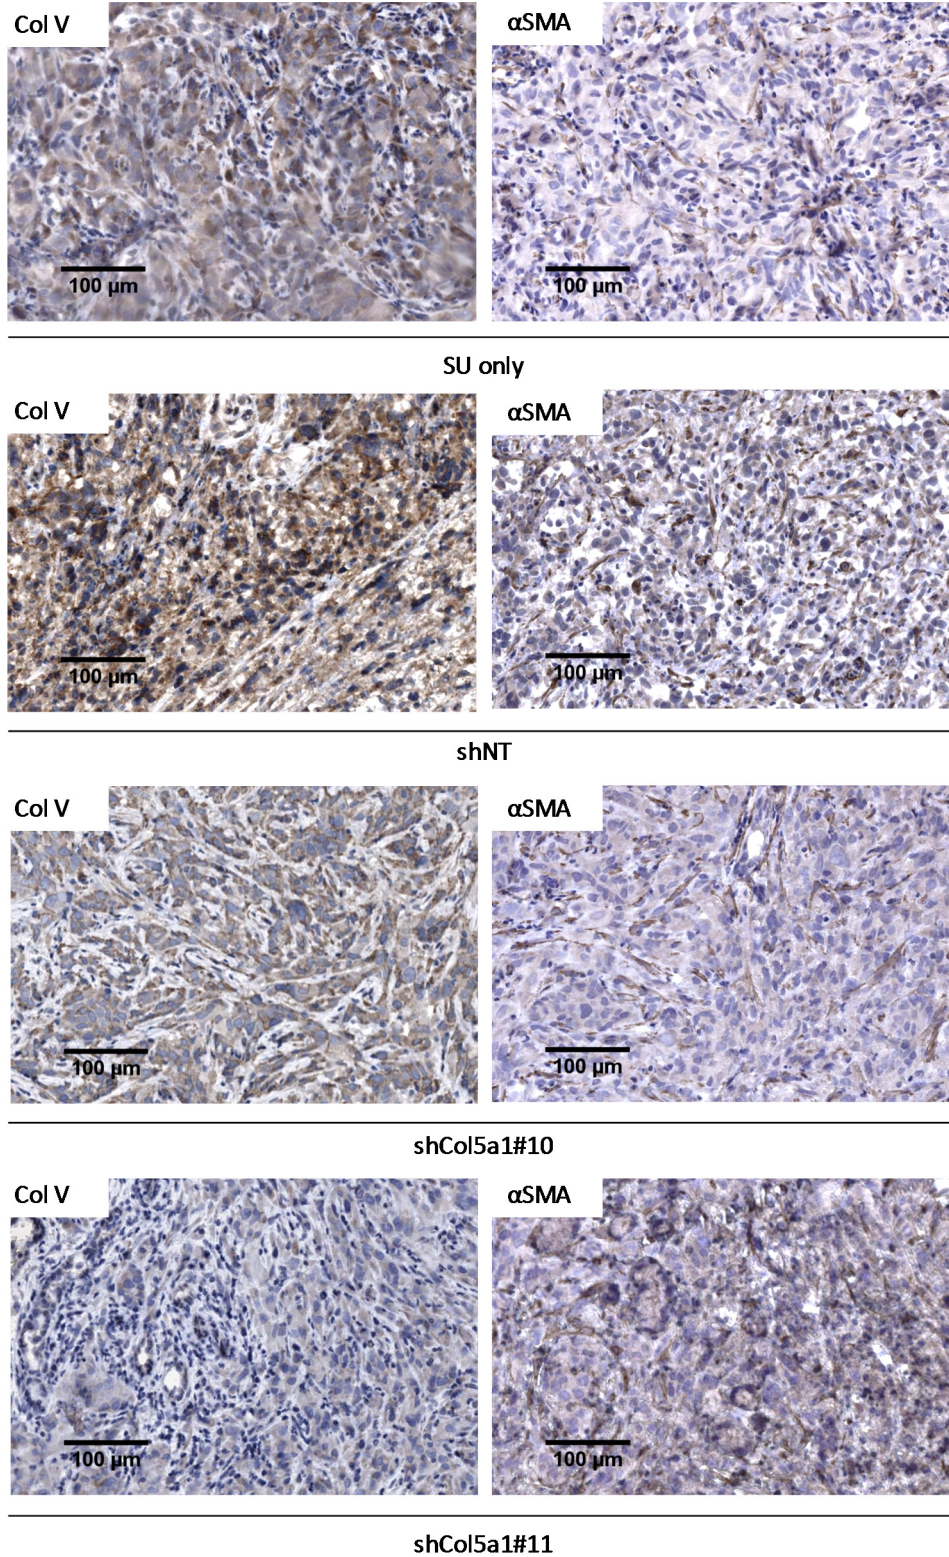 Col V
αSMA
100 µm
100 µm
SU only
Col V
αSMA
100 µm
100 µm
shNT
Col V
αSMA
100 µm
100 µm
shCol5a1#10
Col V
αSMA
100 µm
100 µm
shCol5a1#11